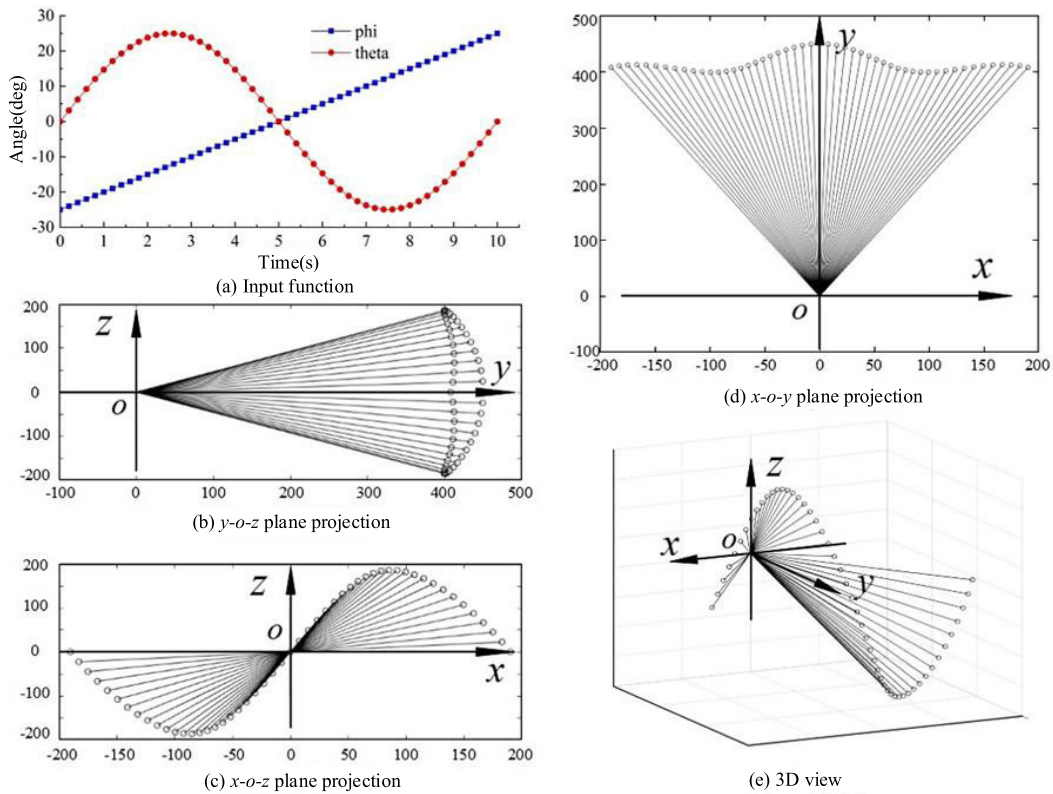 30
20
10
0
-10
-20
-30
Angle(deg)
phi
theta
0 1 2 3 4 5 6 7 8 9 10
Time(s)
(a) Input function
200
100
0
-100
-200
z
y
o
-100 0 100 200 300 400 500
(b) y-o-z plane projection
200
100
0
-100
-200
z
o
x
-200 -150 -100 -50 0 50 100 150 200
(c) x-o-z plane projection
500
400
300
200
100
0
-100
y
x
o
-200 -150 -100 -50 0 50 100 150 200
(d) x-o-y plane projection
z
x
o
y
(e) 3D view